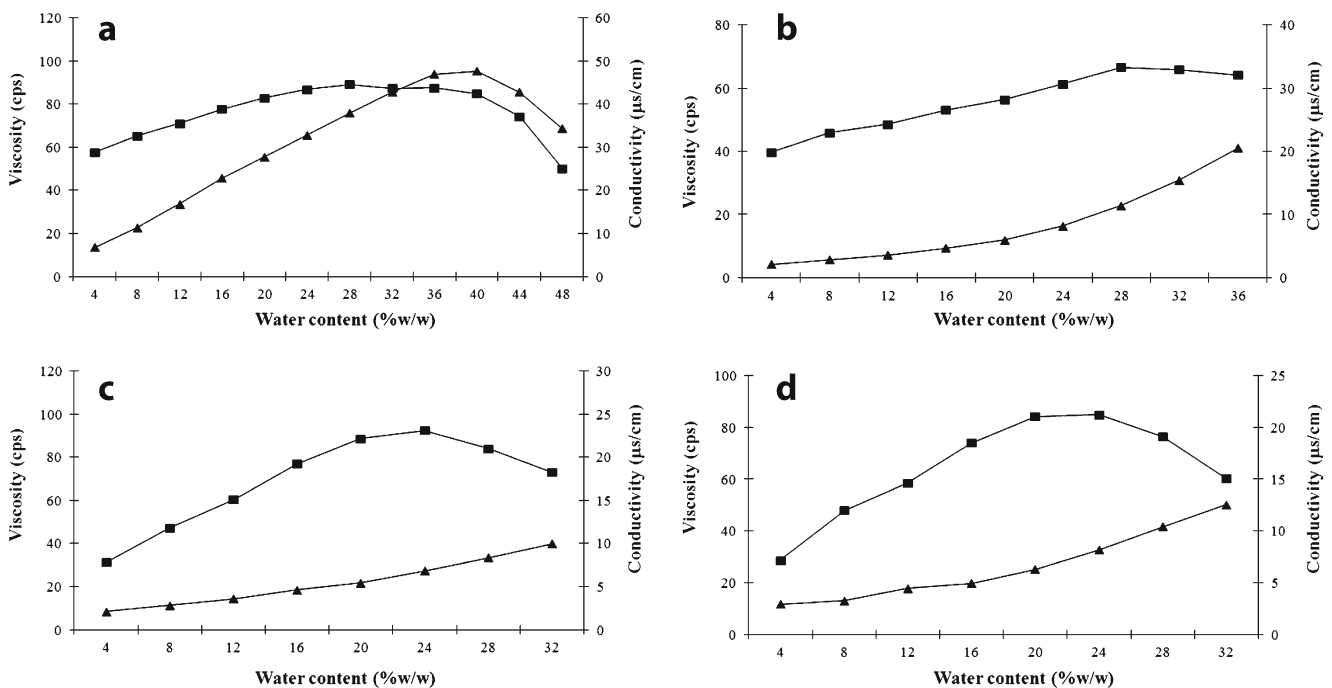 a
Viscosity (cps)
120
100
80
60
40
20
0
60
50
40
30
20
10
0
Conductivity (µs/cm)
4 8 12 16 20 24 28 32 36 40 44 48
Water content (%w/w)
b
Viscosity (cps)
80
60
40
20
0
40
30
20
10
0
Conductivity (µs/cm)
4 8 12 16 20 24 28 32 36
Water content (%w/w)
c
Viscosity (cps)
120
100
80
60
40
20
0
30
25
20
15
10
5
0
Conductivity (µs/cm)
4 8 12 16 20 24 28 32
Water content (%w/w)
d
Viscosity (cps)
100
80
60
40
20
0
25
20
15
10
5
0
Conductivity (µs/cm)
4 8 12 16 20 24 28 32
Water content (%w/w)